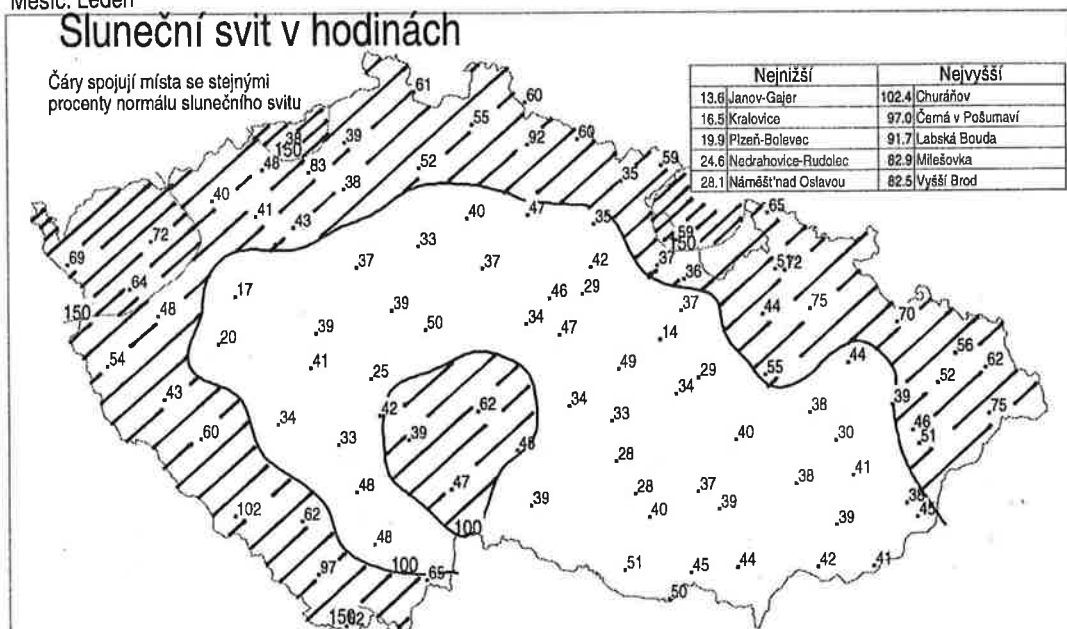 Měsíc: Leden
Sluneční svit v hodinách
Čáry spojují místa se stejnými
procenty normálu slunečního svitu
Nejnižší Nejvyšší
13.6 Janov-Gajer 102.4 Churáňov
16.5 Kralovice 97.0 Černá v Pošumaví
19.9 Plzeň-Bolevec 91.7 Labská Bouda
24.6 Nedrahovice-Rudolec 82.9 Milešovka
28.1 Náměšť'nad Oslavou 82.5 Vyšší Brod
61
60
38 39 55 92 60
150
48 83 52 59
40 38 35
41 43 40 47 35 65
72 33 59
150
69 37 37 42 37 36 72
64 17 46 29 75
150 48 39 34 37 44 70
20 39 50 47 14
54 41 49 44 56 62
25 29 55 52
43 34 39 75
42 62 34 33 38
60 34 39 40 30 46
33 48 51
28 41
48 47 28 37 38
102 62 39 40 39 38
48 100 39 45
97 100 51 45 44 42 41
65
50
150